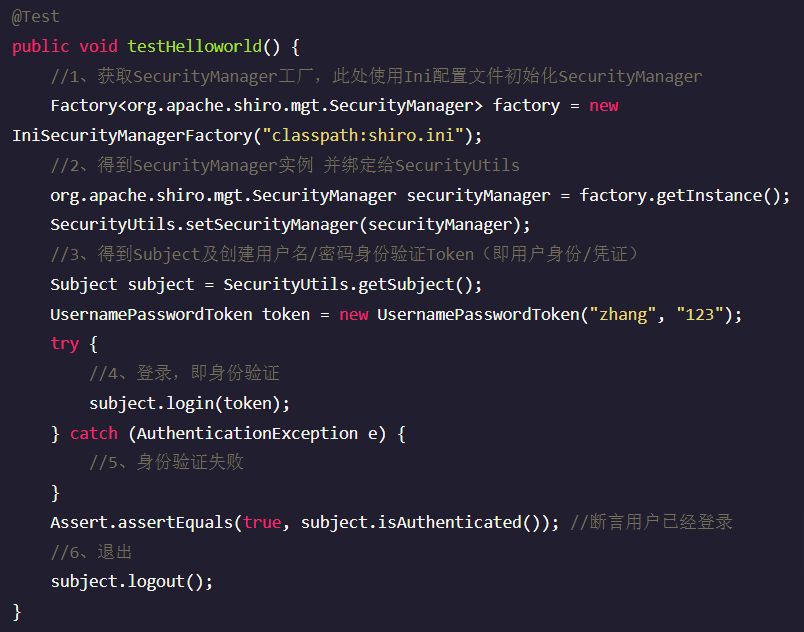 @Test
public void testHelloworld() {
    //1、获取SecurityManager工厂，此处使用Ini配置文件初始化SecurityManager
    Factory<org.apache.shiro.mgt.SecurityManager> factory = new
IniSecurityManagerFactory("classpath:shiro.ini");
    //2、得到SecurityManager实例 并绑定给SecurityUtils
    org.apache.shiro.mgt.SecurityManager securityManager = factory.getInstance();
    SecurityUtils.setSecurityManager(securityManager);
    //3、得到Subject及创建用户名/密码身份验证Token（即用户身份/凭证）
    Subject subject = SecurityUtils.getSubject();
    UsernamePasswordToken token = new UsernamePasswordToken("zhang", "123");
    try {
        //4、登录，即身份验证
        subject.login(token);
    } catch (AuthenticationException e) {
        //5、身份验证失败
    }
    Assert.assertEquals(true, subject.isAuthenticated()); //断言用户已经登录
    //6、退出
    subject.logout();
}